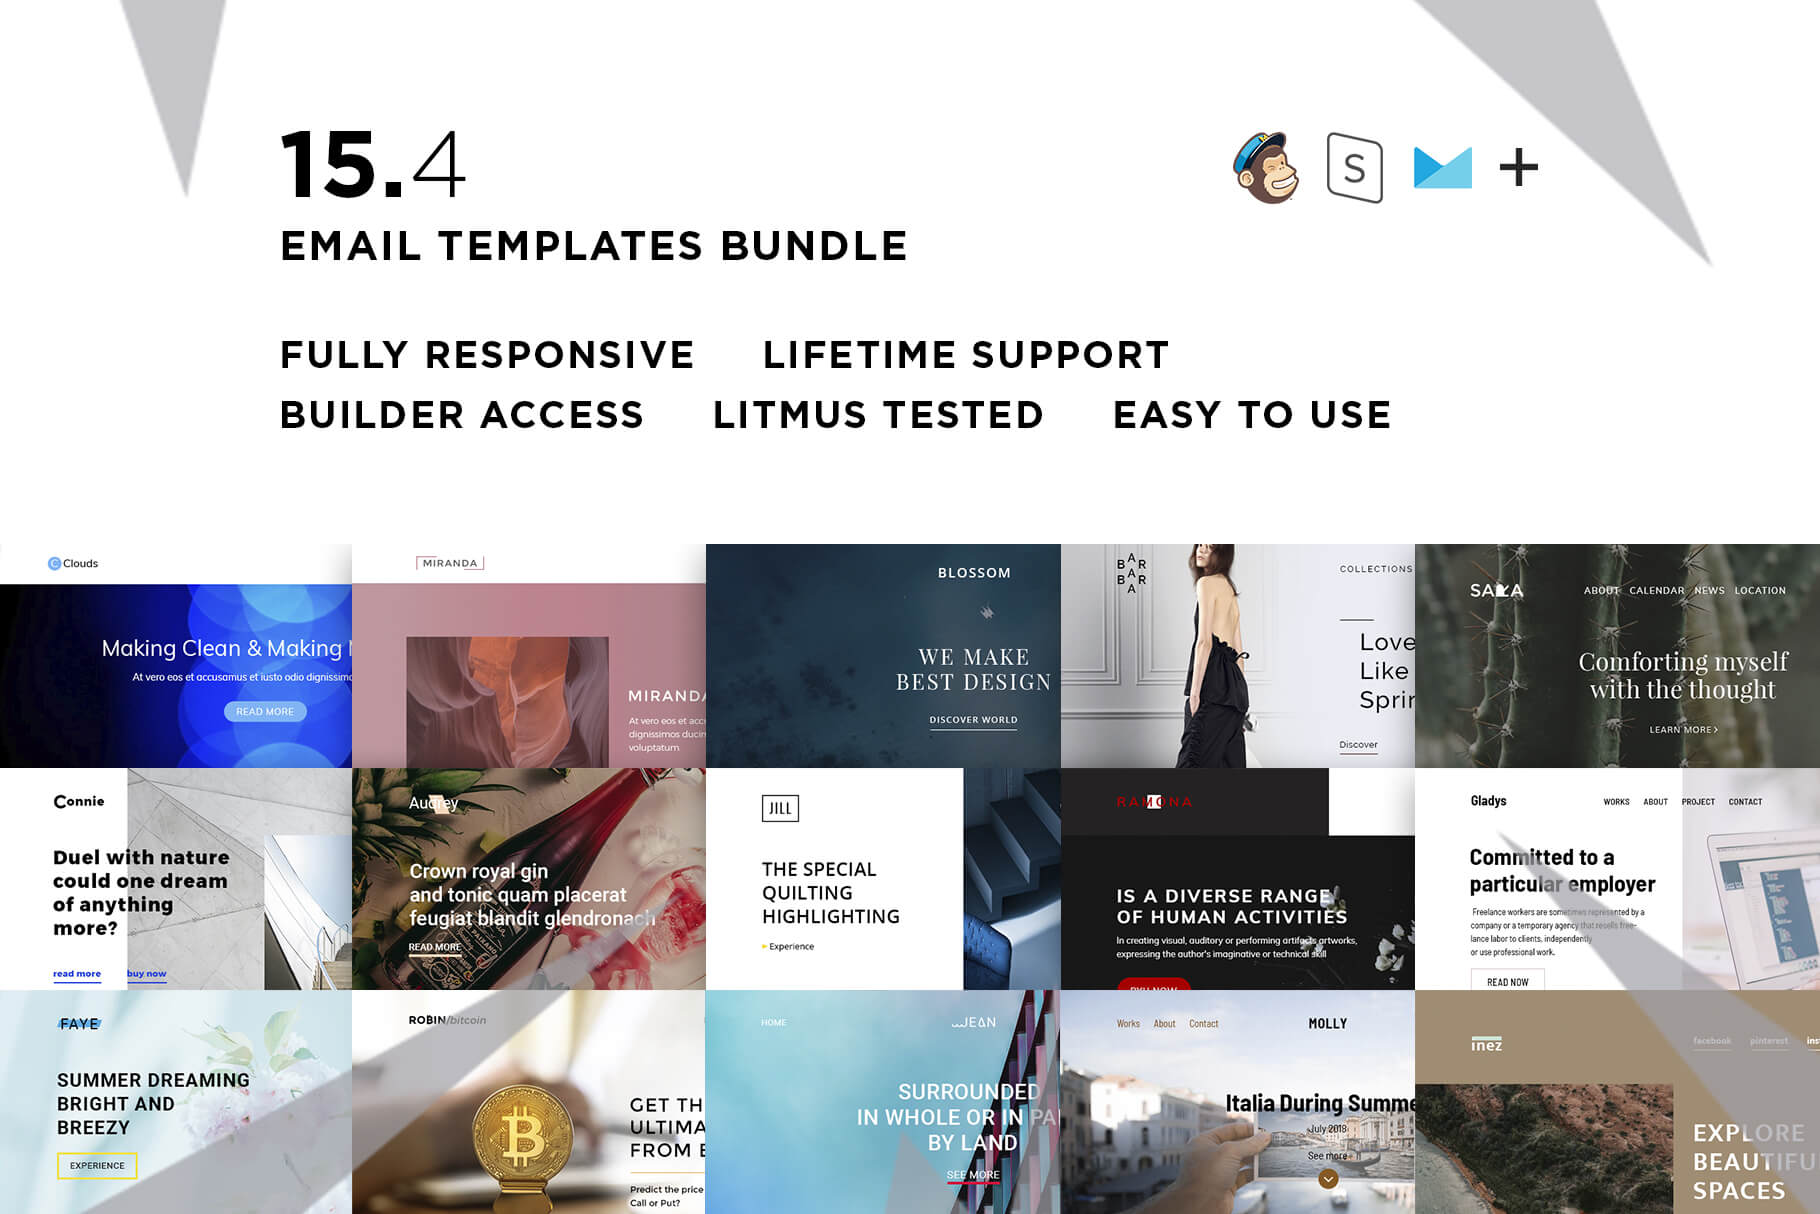 15.4
S
EMAIL TEMPLATES BUNDLE
FULLY RESPONSIVE LIFETIME SUPPORT
BUILDER ACCESS LITMUS TESTED EASY TO USE
C Clouds
Making Clean & Making
At vero eos et accusamus et iusto odio dignissimo
READ MORE
MIRANDA
MIRANDA
At vero eos et acc
dignissimos ducin
voluptatum
BLOSSOM
WE MAKE
BEST DESIGN
DISCOVER WORLD
BAR
BAR
A
COLLECTIONS
Love
Like
Sprin
Discover
SARA
ABOUT CALENDAR NEWS LOCATION
Comforting myself
with the thought
LEARN MORE >
Connie
Duel with nature
could one dream
of anything
more?
read more buy now
Audrey
Crown royal gin
and tonic quam placerat
feugiat blandit glendronach
READ MORE
JILL
THE SPECIAL
QUILTING
HIGHLIGHTING
Experience
RAMONA
IS A DIVERSE RANGE
OF HUMAN ACTIVITIES
In creating visual, auditory or performing artifacts artworks,
expressing the author's imaginative or technical skill
Gladys
WORKS ABOUT PROJECT CONTACT
Committed to a
particular employer
Freelance workers are sometimes represented by a
company or a temporary agency that resells free-
lance labor to clients, independently
or use professional work.
READ NOW
FAYE
SUMMER DREAMING
BRIGHT AND
BREEZY
EXPERIENCE
ROBIN/bitcoin
GET TH
ULTIMA
FROM
Predict the price
Call or Put?
HOME
JEAN
SURROUNDED
IN WHOLE OR IN PA
BY LAND
SEE MORE
Works About Contact
MOLLY
Italia During Summe
July 2018
See more
inez
facebook pinterest ins
EXPLORE
BEAUTIFU
SPACES